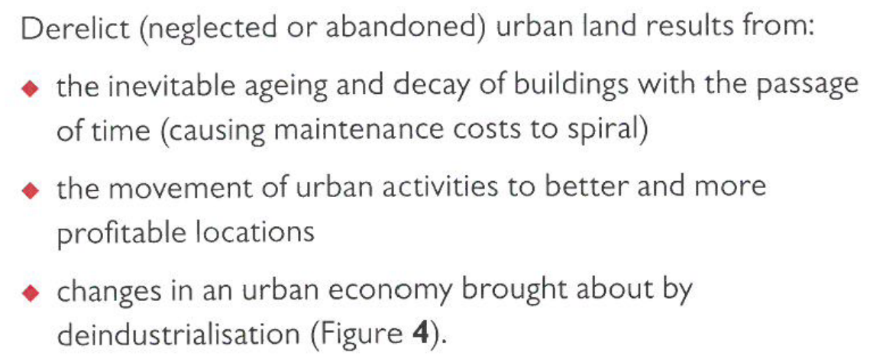 Derelict (neglected or abandoned) urban land results from:
◆ the inevitable ageing and decay of buildings with the passage
of time (causing maintenance costs to spiral)
◆ the movement of urban activities to better and more
profitable locations
◆ changes in an urban economy brought about by
deindustrialisation (Figure 4).